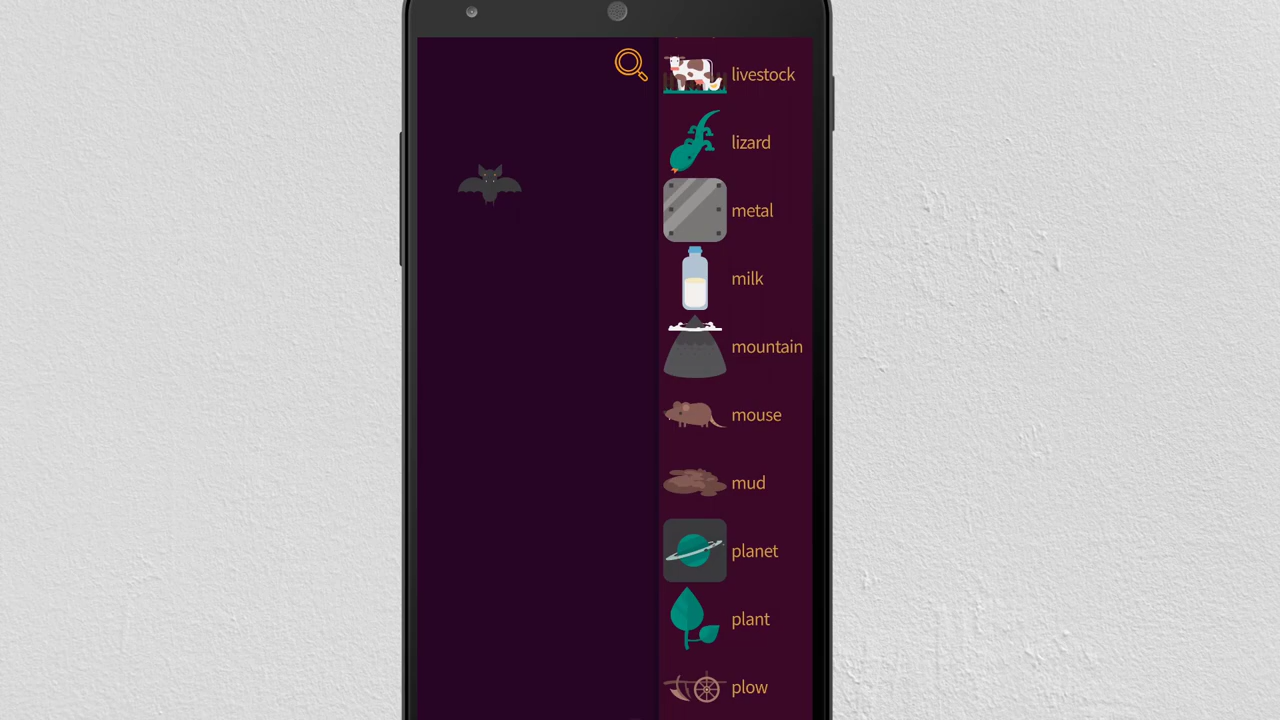 livestock
lizard
metal
milk
mountain
mouse
mud
planet
plant
plow